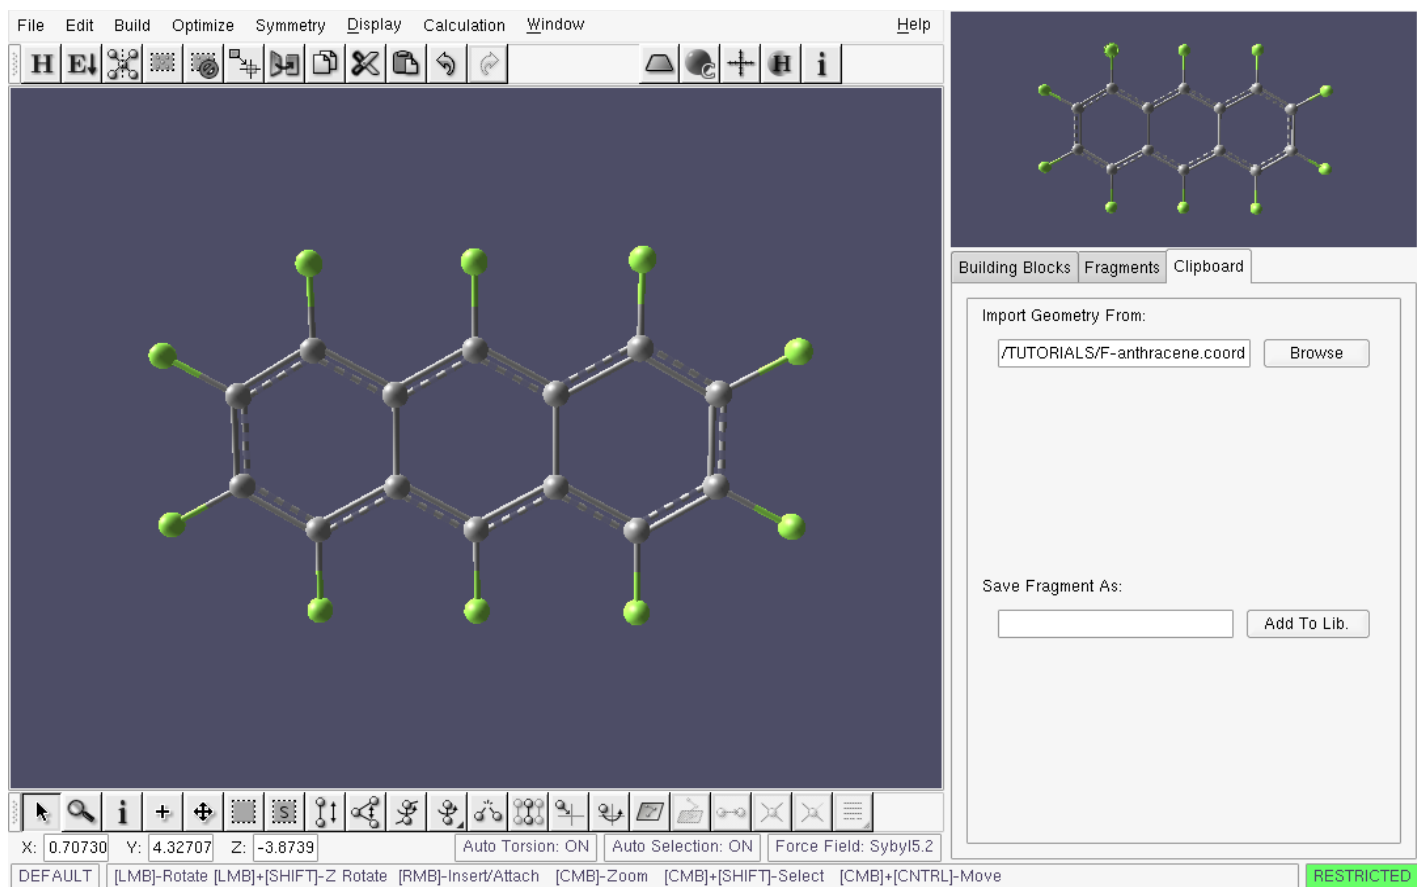 File Edit Build Optimize Symmetry Display Calculation Window Help
H E↓ C H i
Building Blocks Fragments Clipboard
Import Geometry From:
/TUTORIALS/F-anthracene.coord Browse
Save Fragment As:
Add To Lib.
i S
X: 0.70730 Y: 4.32707 Z: -3.8739 Auto Torsion: ON Auto Selection: ON Force Field: Sybyl5.2
DEFAULT [LMB]-Rotate [LMB]+[SHIFT]-Z Rotate [RMB]-Insert/Attach [CMB]-Zoom [CMB]+[SHIFT]-Select [CMB]+[CNTRL]-Move RESTRICTED